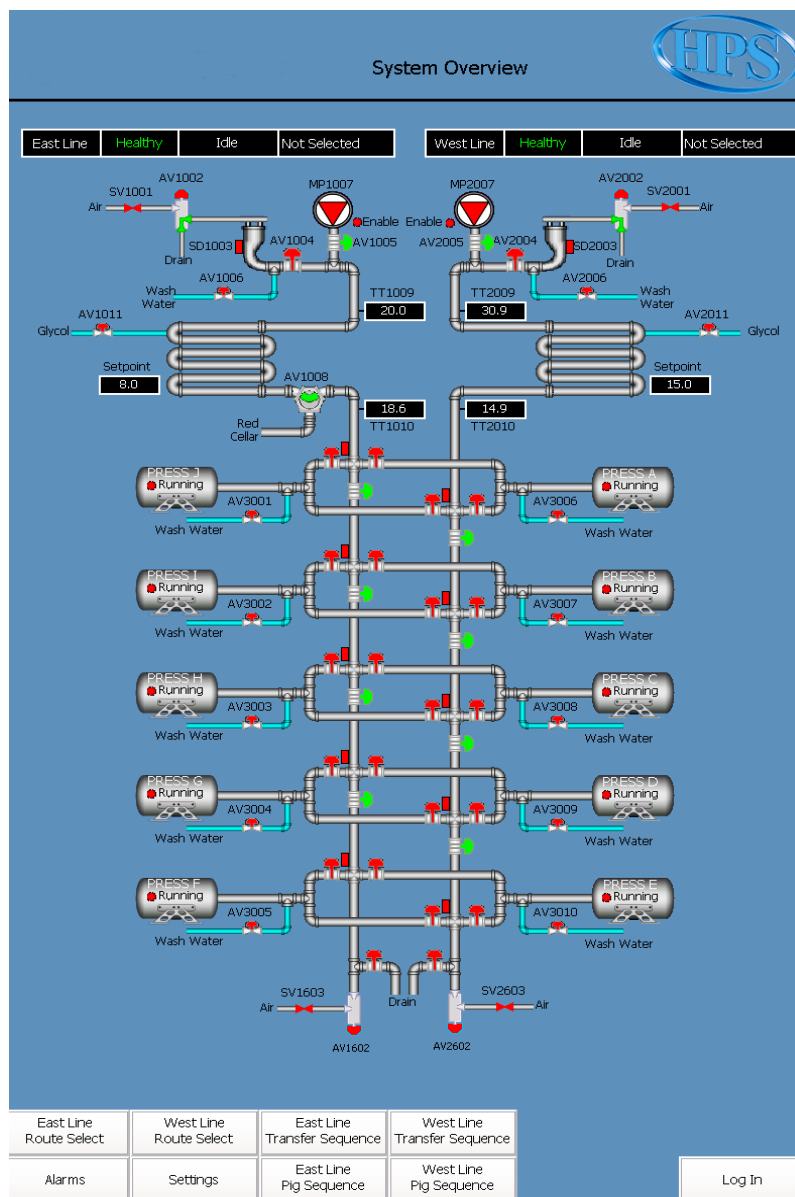 System Overview
HPS
East Line Healthy Idle Not Selected
West Line Healthy Idle Not Selected
AV1002
SV1001
Air
MP1007
MP2007
AV2002
SV2001
Air
Enable
Enable
SD1003
AV1004
AV1005
AV2005
AV2004
SD2003
Drain
Drain
AV1006
AV2006
Wash
Water
Wash
Water
TT1009
20.0
TT2009
30.9
AV1011
Glycol
AV2011
Glycol
Setpoint
8.0
AV1008
Setpoint
15.0
18.6
TT1010
14.9
TT2010
Red
Cellar
PRESS J
Running
AV3001
Wash Water
PRESS A
Running
AV3006
Wash Water
PRESS I
Running
AV3002
Wash Water
PRESS B
Running
AV3007
Wash Water
PRESS H
Running
AV3003
Wash Water
PRESS C
Running
AV3008
Wash Water
PRESS G
Running
AV3004
Wash Water
PRESS D
Running
AV3009
Wash Water
PRESS F
Running
AV3005
Wash Water
PRESS E
Running
AV3010
Wash Water
SV1603
Air
Drain
SV2603
Air
AV1602
AV2602
East Line
Route Select
West Line
Route Select
East Line
Transfer Sequence
West Line
Transfer Sequence
Alarms
Settings
East Line
Pig Sequence
West Line
Pig Sequence
Log In